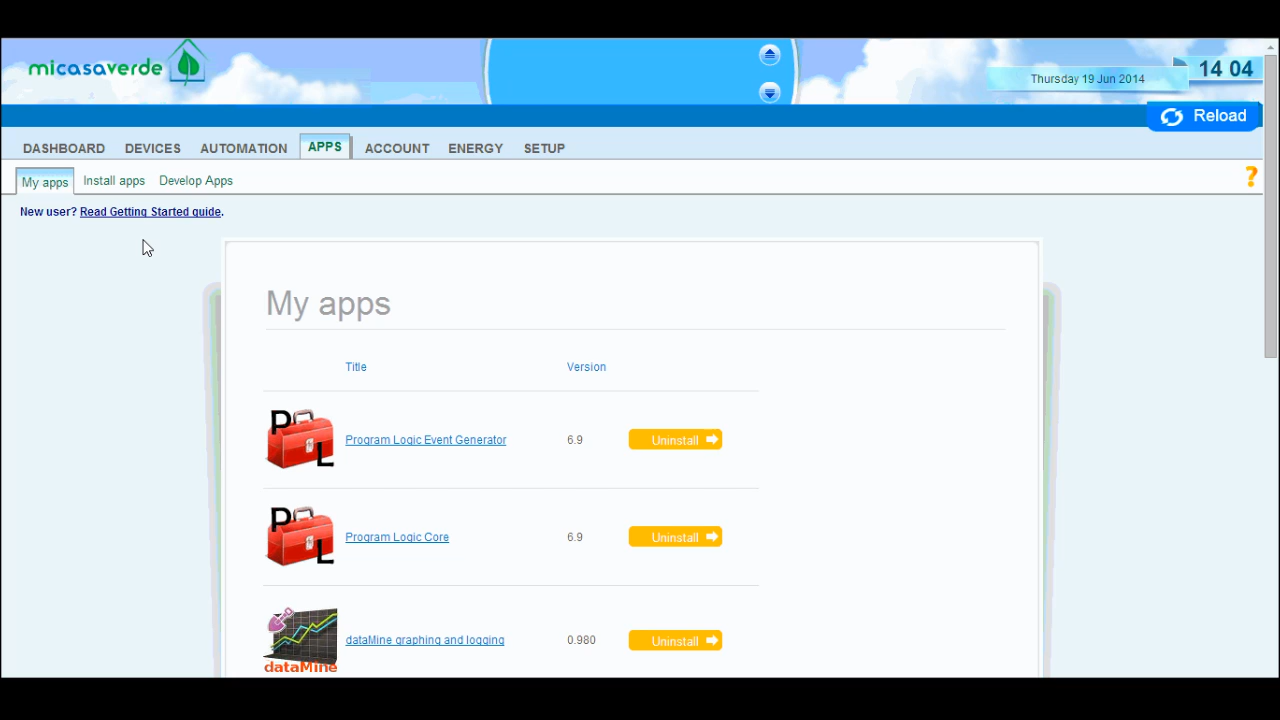 micasaverde
Thursday 19 Jun 2014
14 04
Reload
DASHBOARD DEVICES AUTOMATION APPS ACCOUNT ENERGY SETUP
My apps Install apps Develop Apps ?
New user? Read Getting Started guide.
My apps
Title Version
P L
Program Logic Event Generator 6.9 Uninstall
P L
Program Logic Core 6.9 Uninstall
dataMine graphing and logging 0.980 Uninstall
dataMine